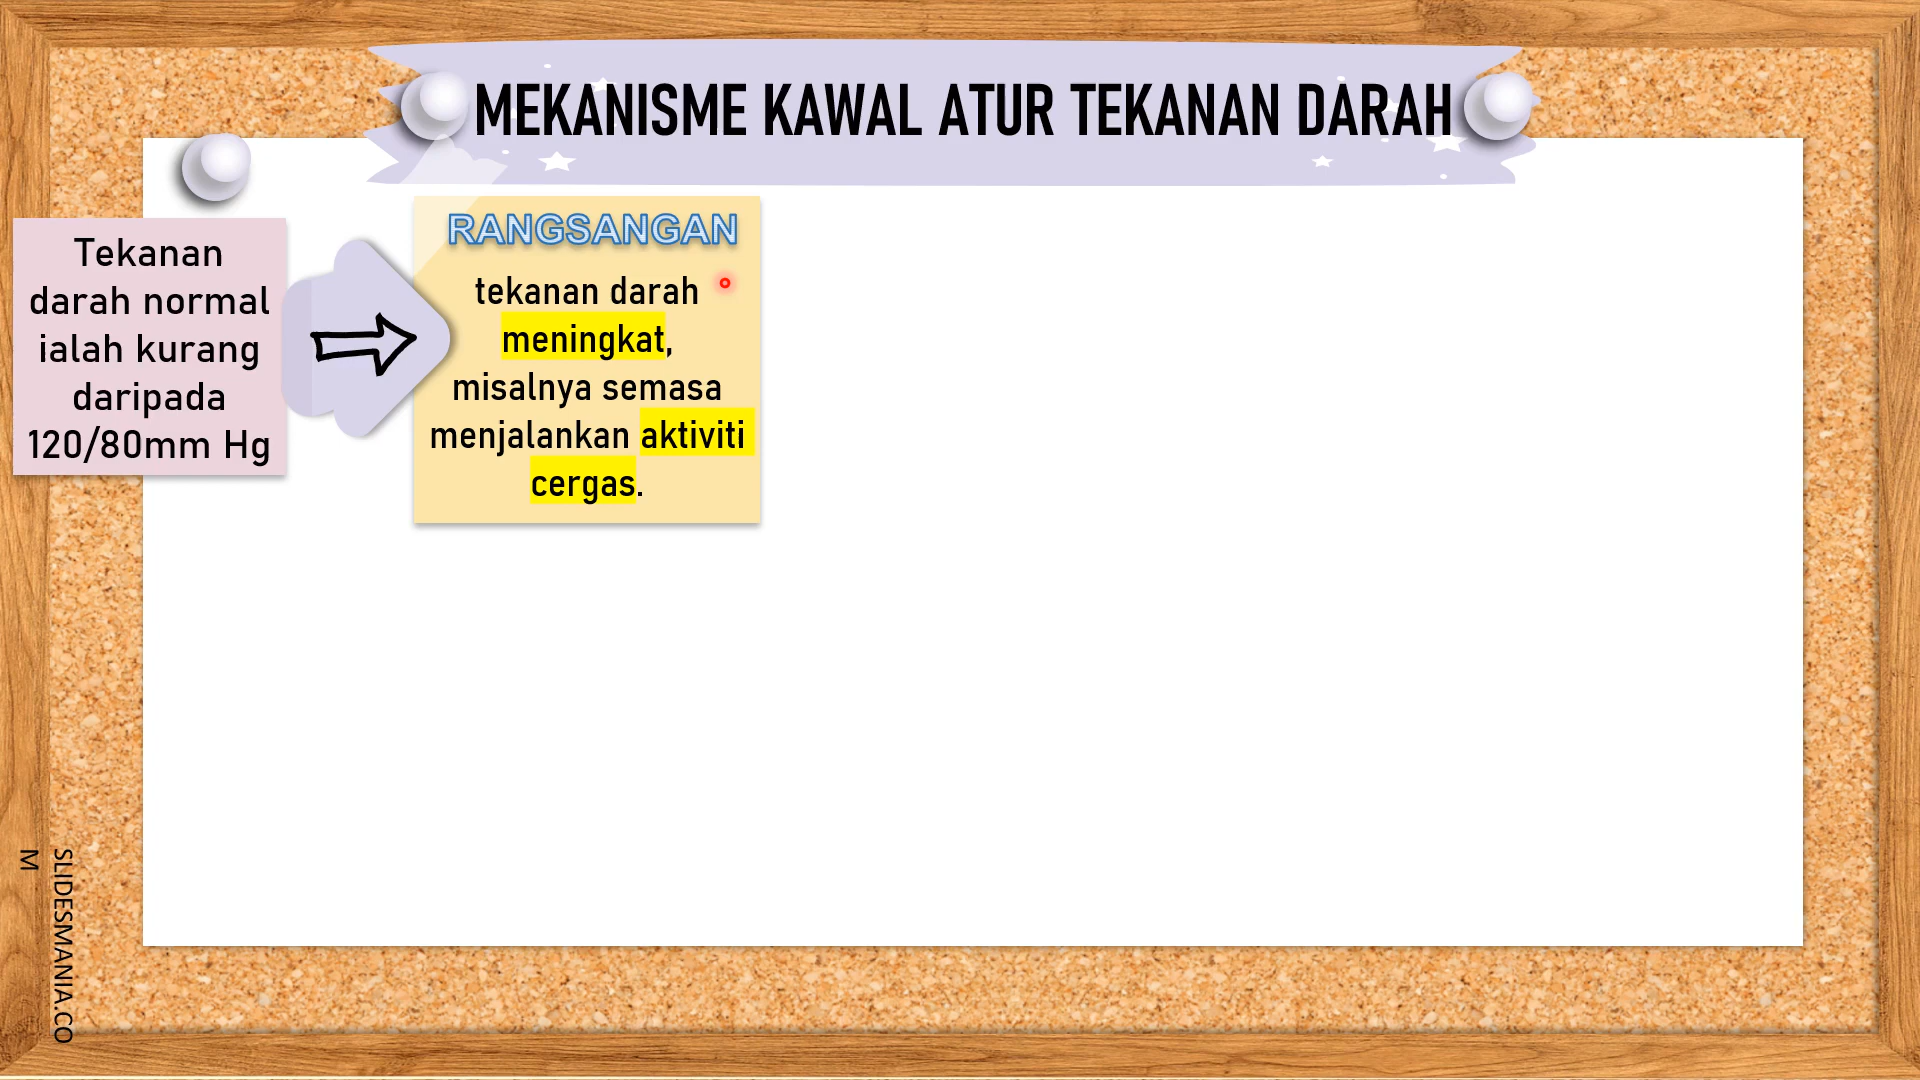 MEKANISME KAWAL ATUR TEKANAN DARAH
Tekanan
darah normal
ialah kurang
daripada
120/80mm Hg
RANGSANGAN
tekanan darah
meningkat,
misalnya semasa
menjalankan aktiviti
cergas.
SLIDESMANIA.CO
M